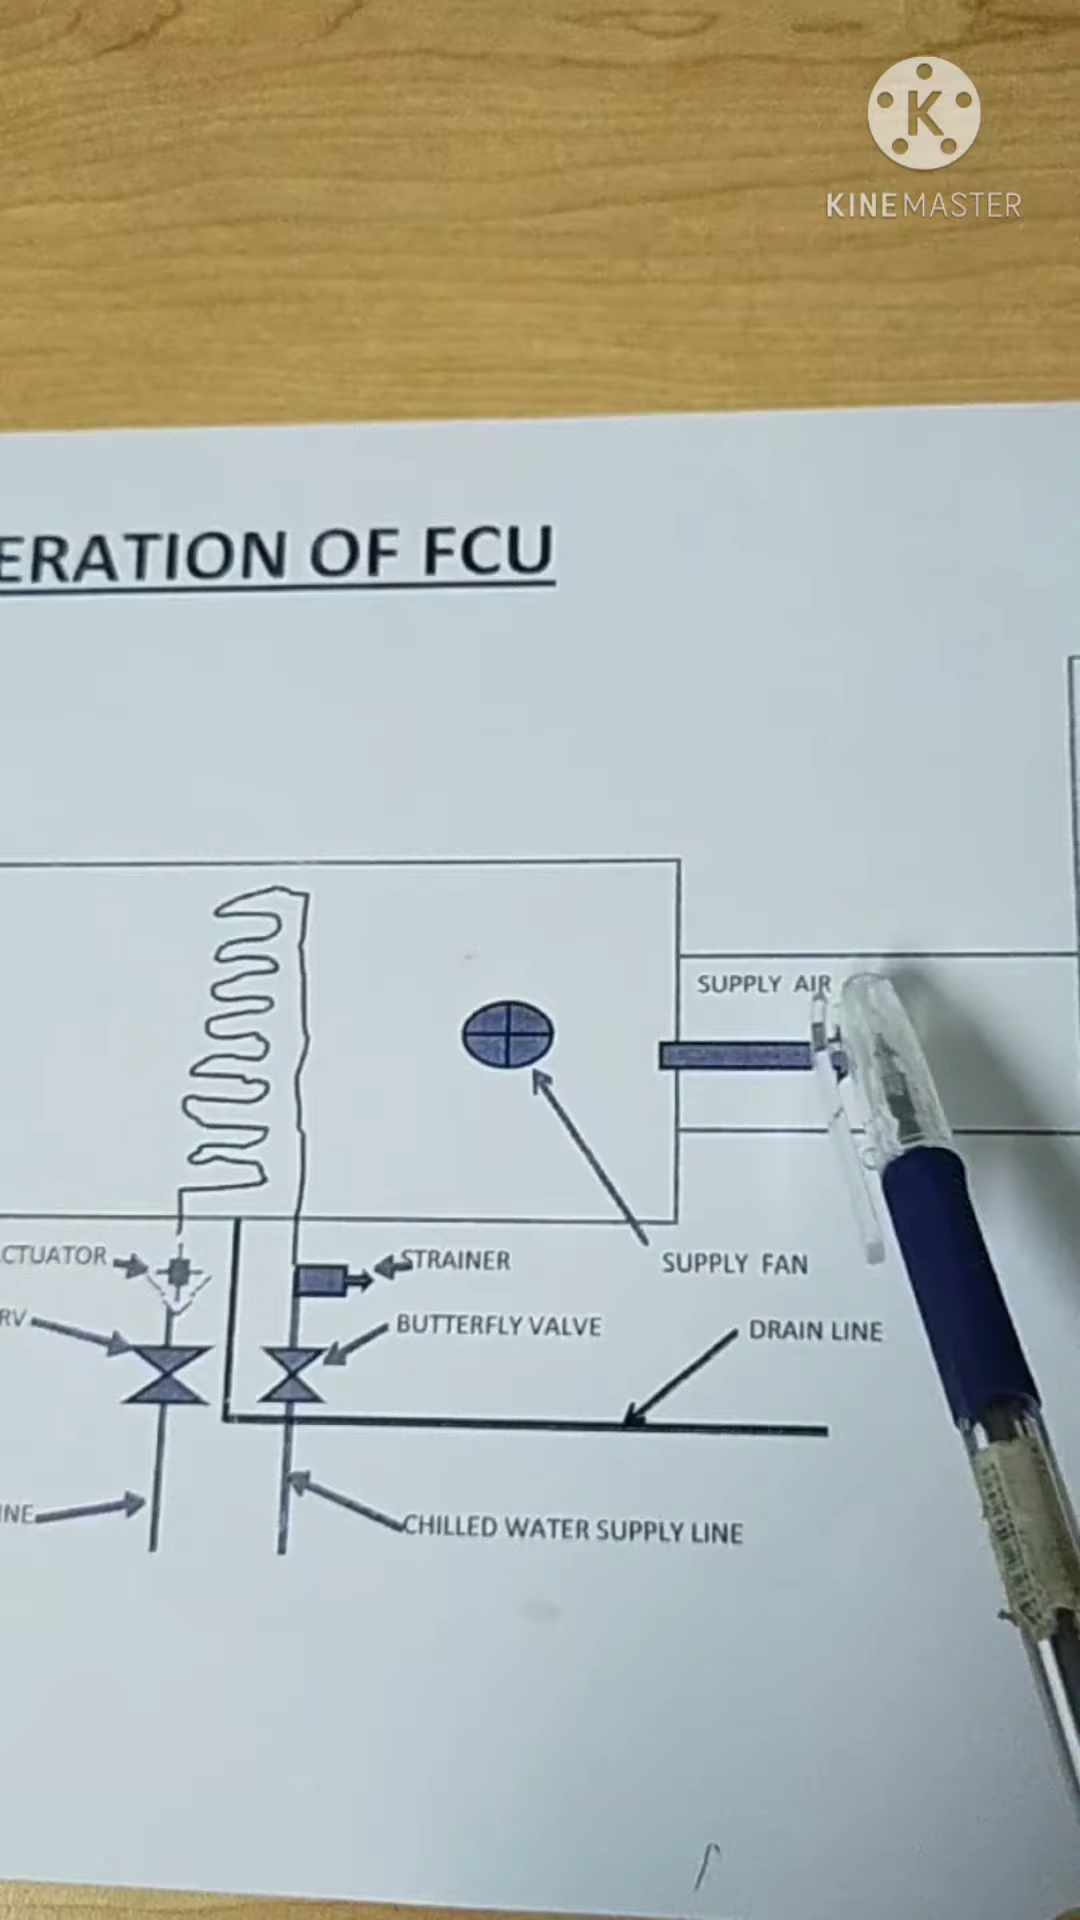 K
KINEMASTER
ERATION OF FCU
SUPPLY AIR
CTUATOR
STRAINER
SUPPLY FAN
RV
BUTTERFLY VALVE
DRAIN LINE
INE
CHILLED WATER SUPPLY LINE